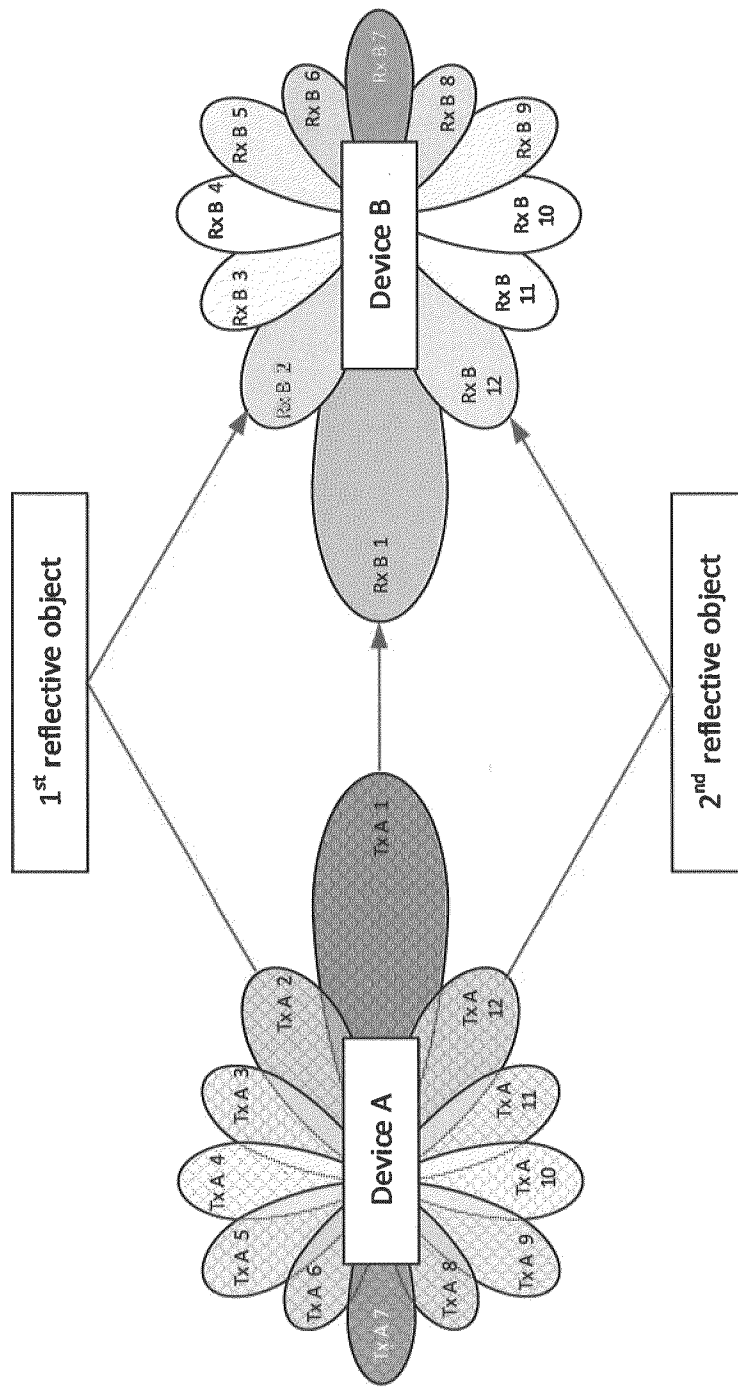 1st reflective object
Tx A 1
Tx A 2
Tx A 3
Tx A 4
Tx A 5
Tx A 6
Tx A 7
Tx A 8
Tx A 9
Tx A
10
Tx A
11
Tx A
12
Device A
Rx B 1
Rx B 2
Rx B 3
Rx B 4
Rx B 5
Rx B 6
Rx B 7
Rx B 8
Rx B 9
Rx B
10
Rx B
11
Rx B
12
Device B
2nd reflective object